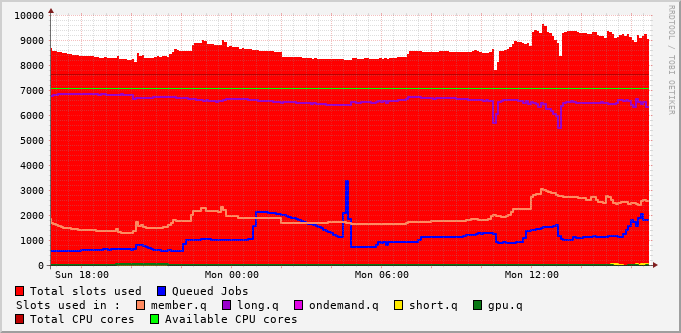 10000
9000
8000
7000
6000
5000
4000
3000
2000
1000
0
Sun 18:00 Mon 00:00 Mon 06:00 Mon 12:00
RRDTOOL / TOBI OETIKER
Total slots used Queued Jobs
Slots used in : member.q long.q ondemand.q short.q gpu.q
Total CPU cores Available CPU cores